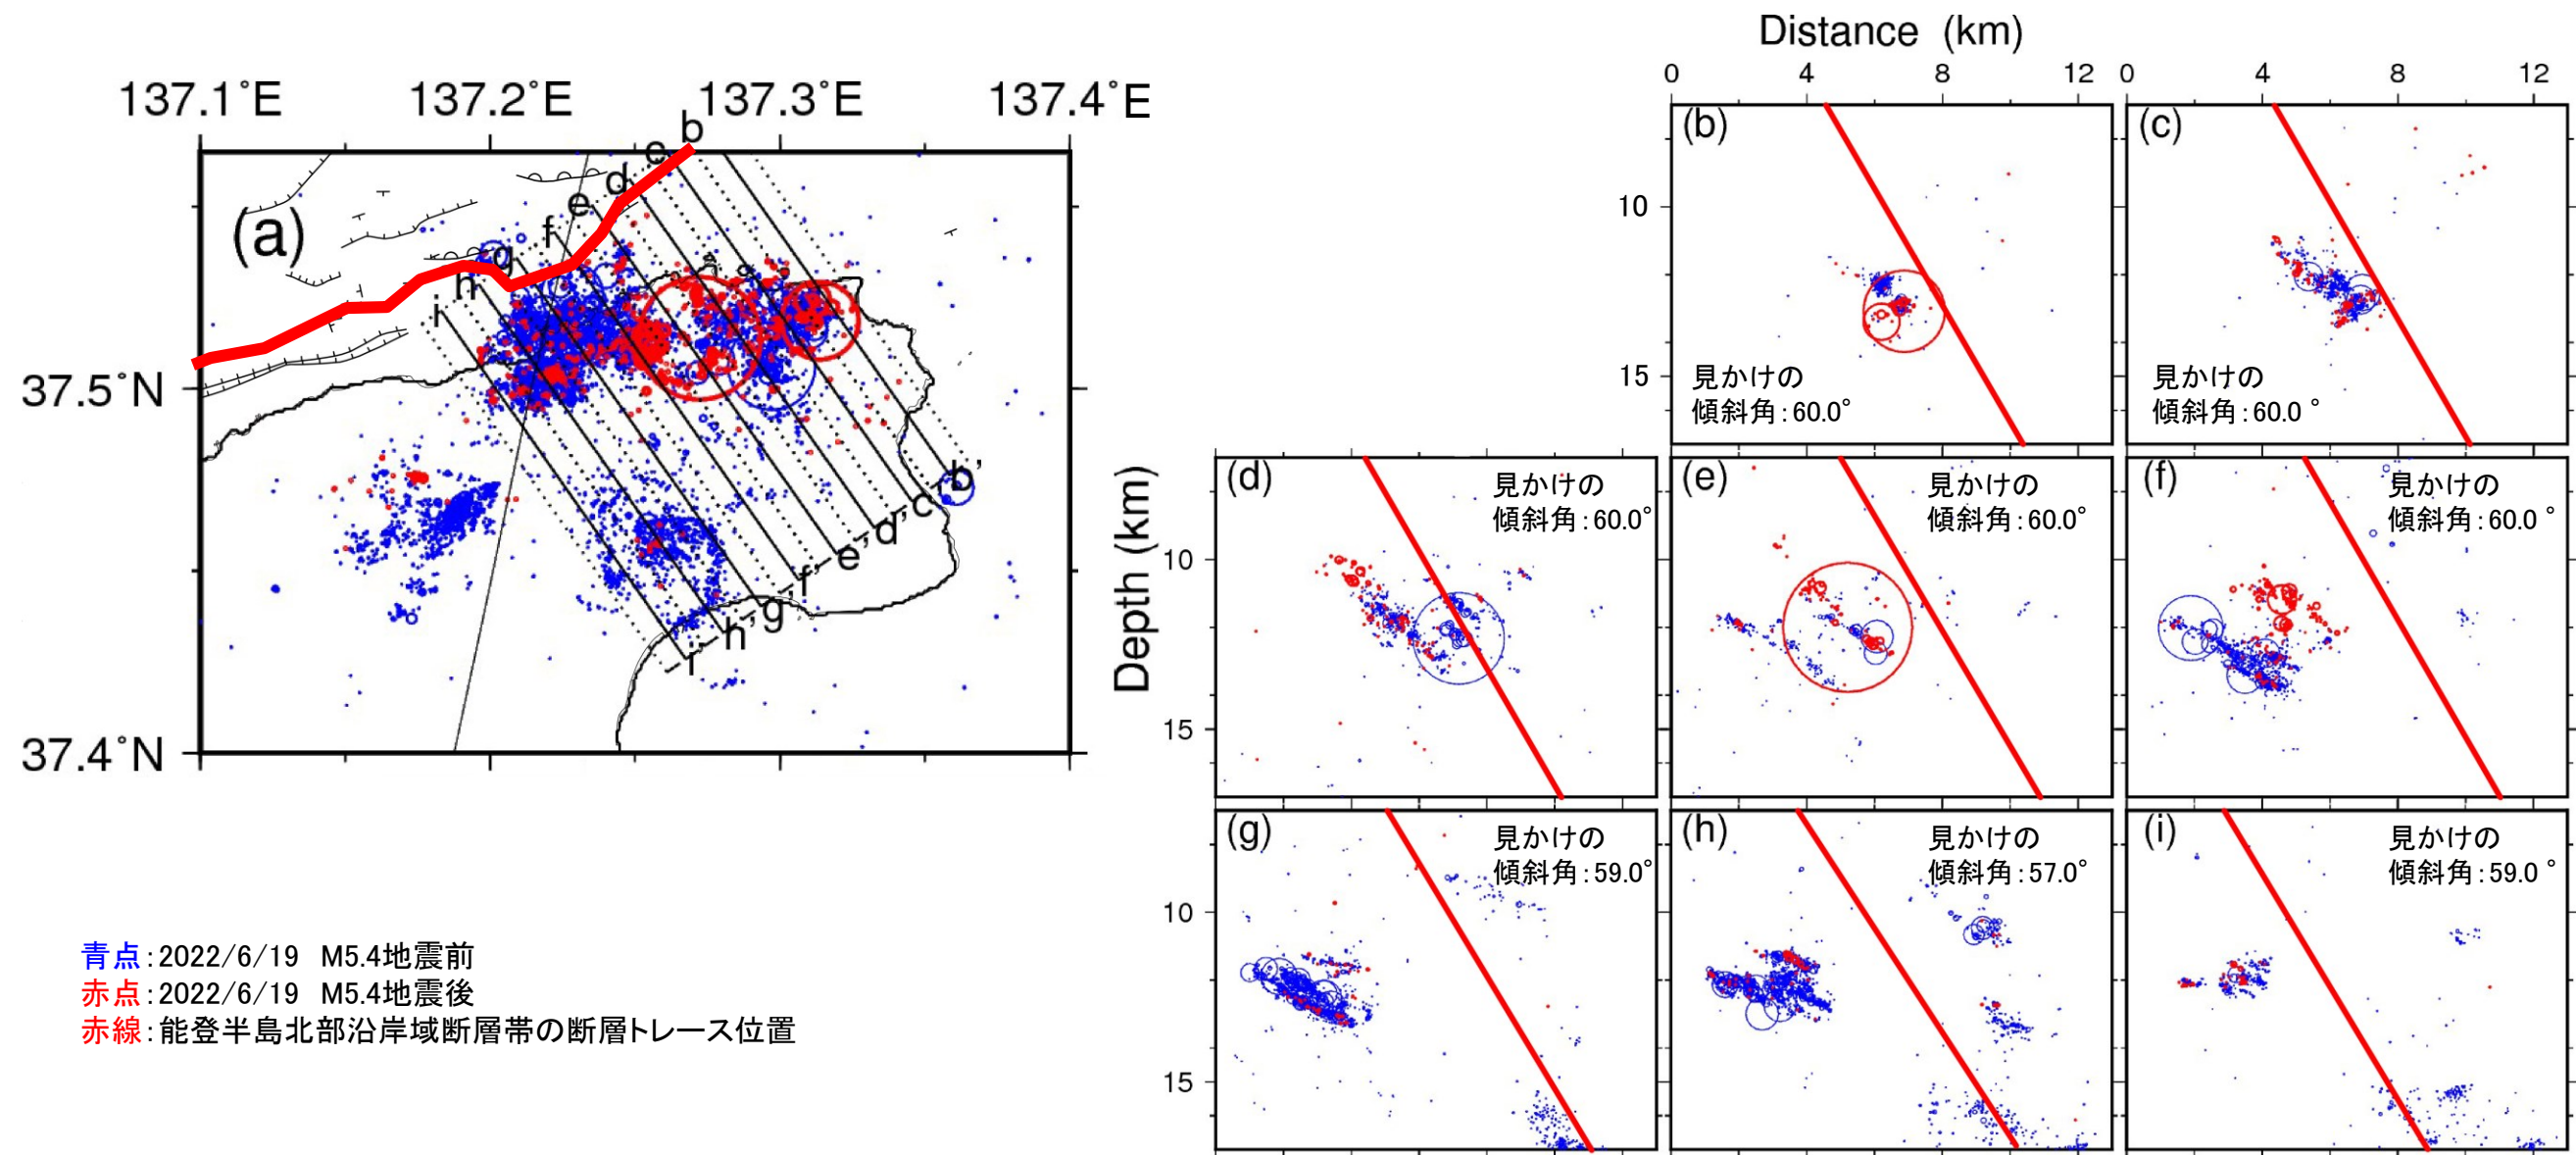 Distance (km)
0 4 8 12 0 4 8 12
137.1°E 137.2°E 137.3°E 137.4°E
(a)
b
c
d
e
f
g
h
i
b'
c'
d'
e'
f'
g'
h'
i'
37.5°N
37.4°N
Depth (km)
10
15
(b)
見かけの
傾斜角:60.0°
(c)
見かけの
傾斜角:60.0°
10
15
(d)
見かけの
傾斜角:60.0°
(e)
見かけの
傾斜角:60.0°
(f)
見かけの
傾斜角:60.0°
10
15
(g)
見かけの
傾斜角:59.0°
(h)
見かけの
傾斜角:57.0°
(i)
見かけの
傾斜角:59.0°
青点:2022/6/19 M5.4地震前
赤点:2022/6/19 M5.4地震後
赤線:能登半島北部沿岸域断層帯の断層トレース位置